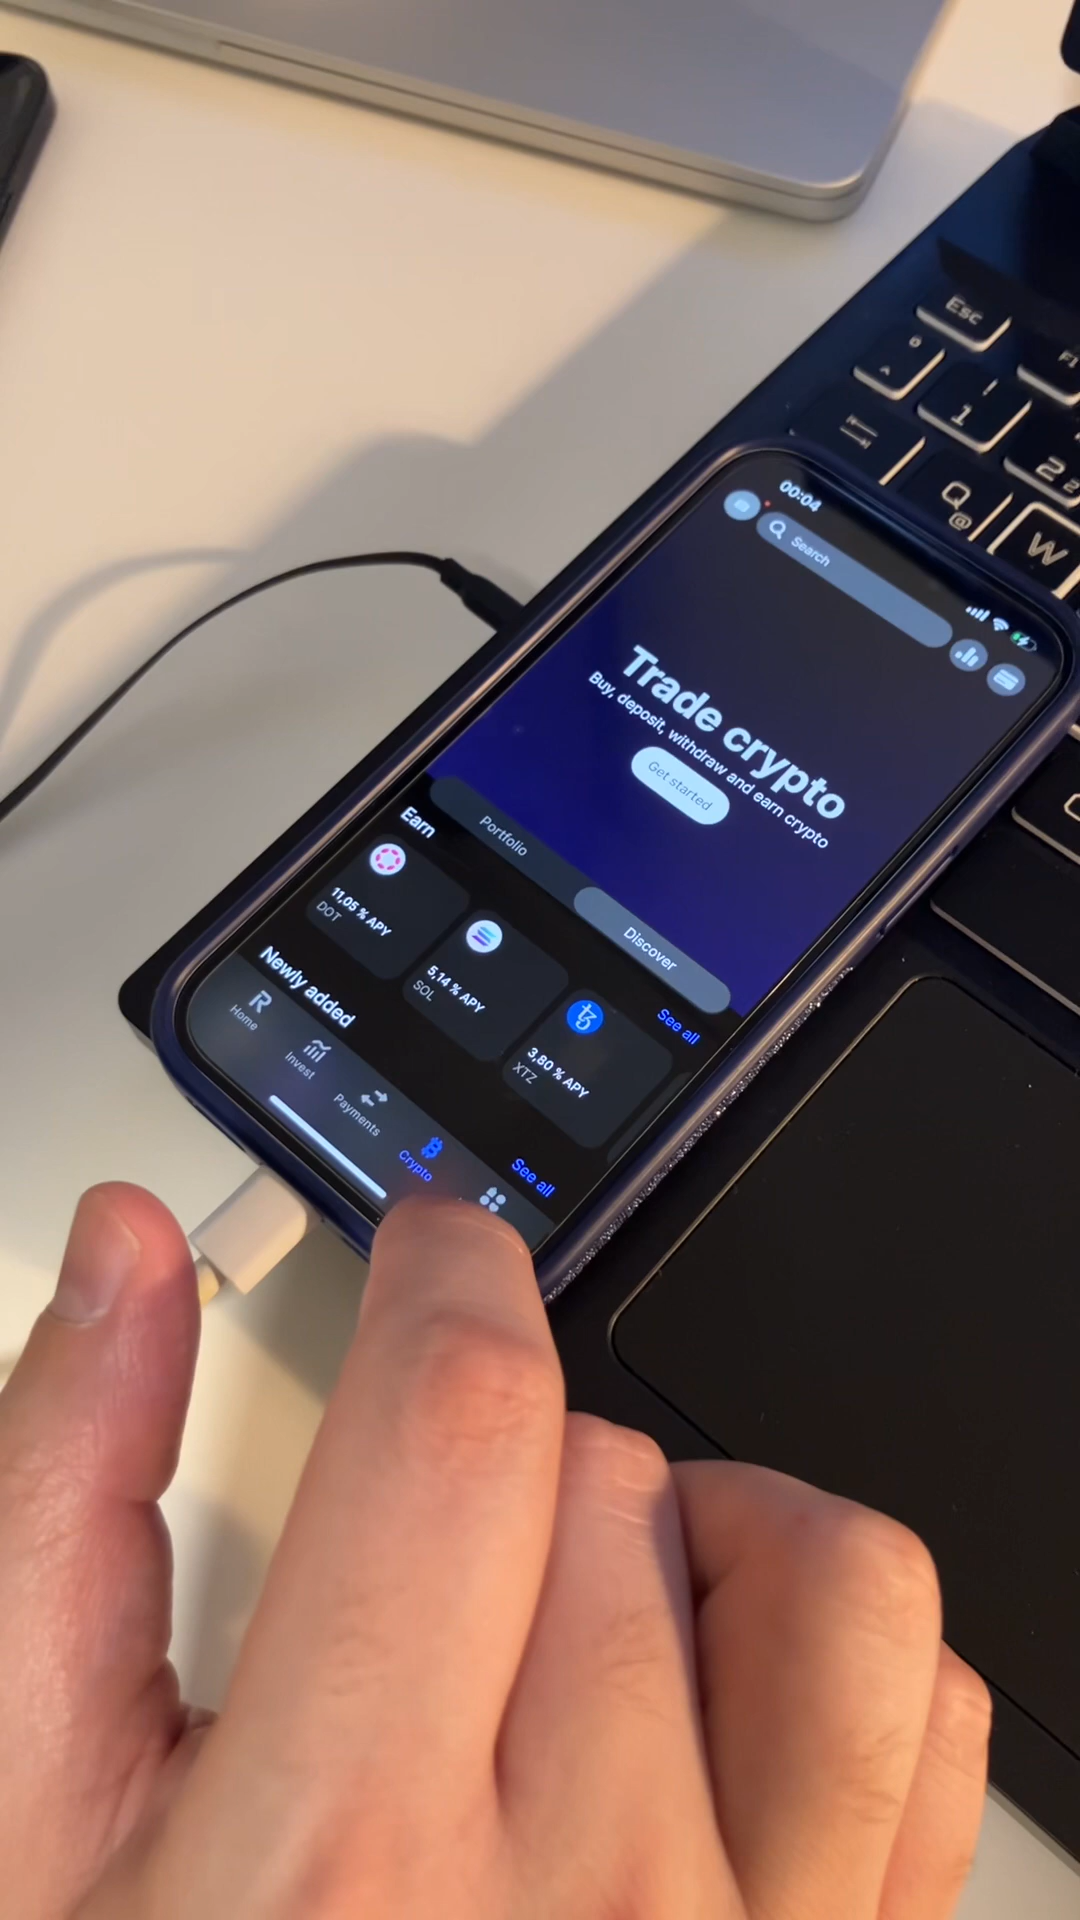 00:04
Search
Trade crypto
Buy, deposit, withdraw and earn crypto
Get started
Portfolio
Discover
Earn
See all
11,05 % APY
DOT
5,14 % APY
SOL
3,80 % APY
XTZ
Newly added
See all
Home
Invest
Payments
Crypto
Esc
F1
!
1
2
2
Q
@
W